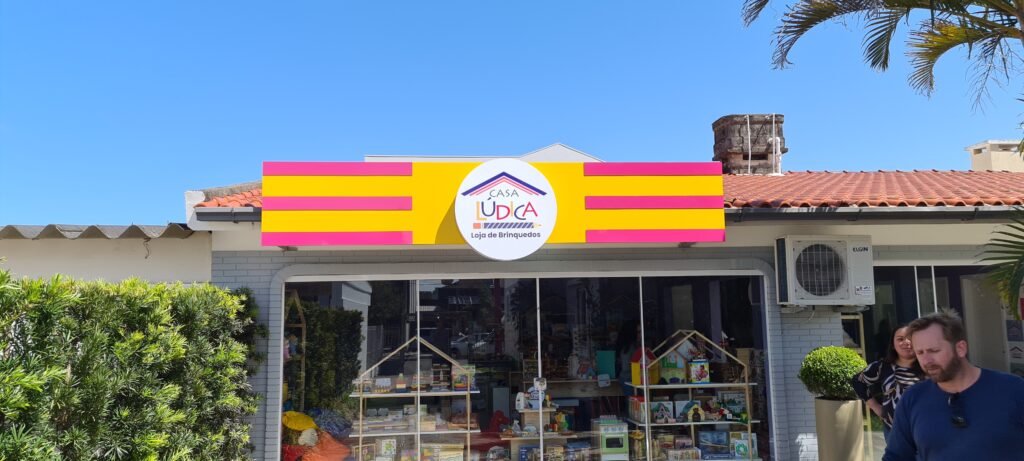 CASA
LÚDICA
Loja de Brinquedos
ELGIN